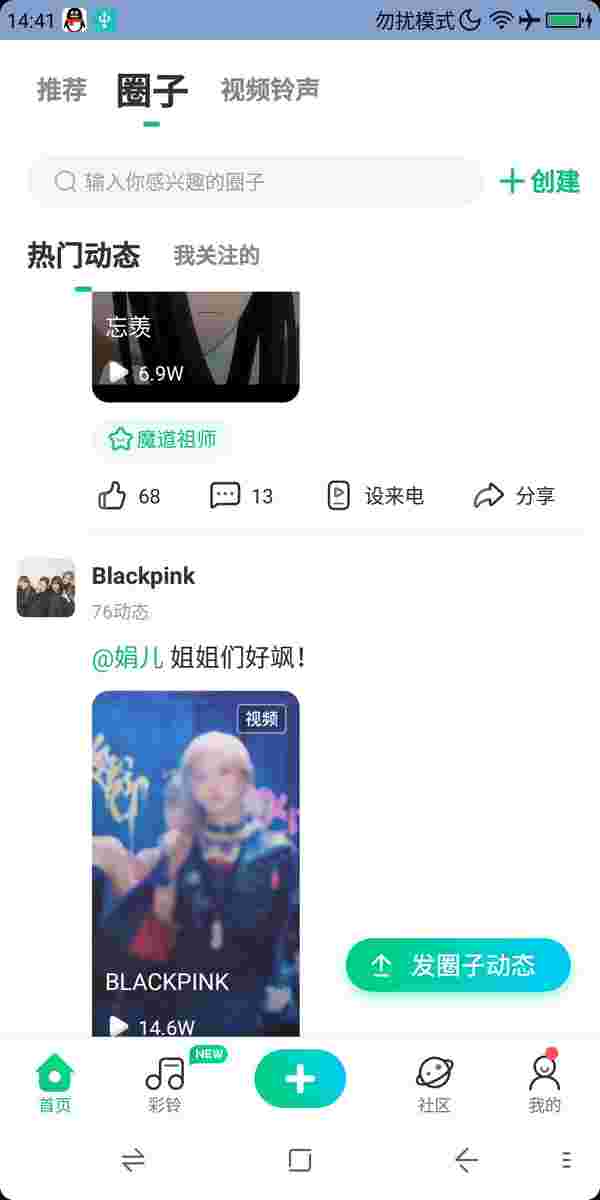 14:41 勿扰模式
推荐 圈子 视频铃声
输入你感兴趣的圈子 创建
热门动态 我关注的
忘羡
6.9W
魔道祖师
68 13 设来电 分享
Blackpink
76动态
@娟儿 姐姐们好飒!
视频
BLACKPINK
发圈子动态
14.6W
NEW
首页 彩铃 社区 我的